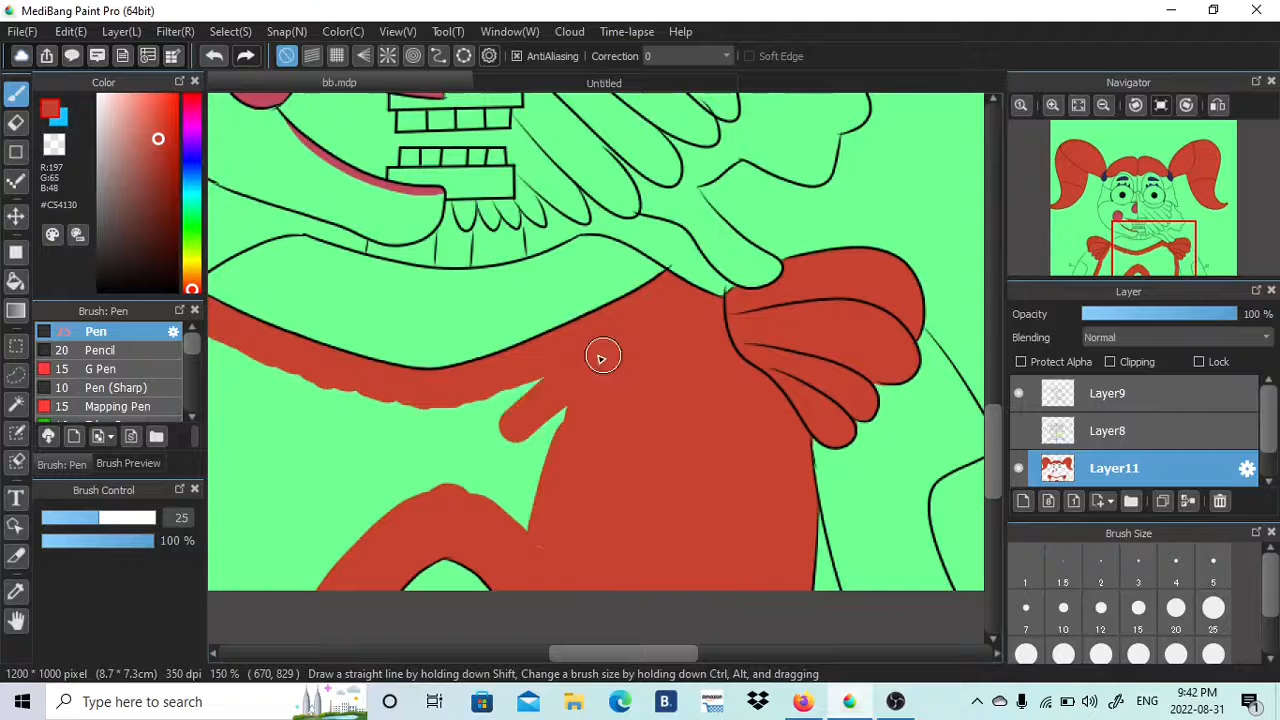 MediBang Paint Pro (64bit)
File(F) Edit(E) Layer(L) Filter(R) Select(S) Snap(N) Color(C) View(V) Tool(T) Window(W) Cloud Time-lapse Help
AntiAliasing Correction 0 Soft Edge
Color bb.mdp Untitled Navigator
R:197
G:65
B:48
#C54130
Brush: Pen
25 Pen
20 Pencil
15 G Pen
10 Pen (Sharp)
15 Mapping Pen
Brush: Pen Brush Preview
Brush Control
25
100 %
Layer
Opacity 100 %
Blending Normal
Protect Alpha Clipping Lock
Layer9
Layer8
Layer11
Brush Size
1 1.5 2 3 4 5
7 10 12 15 20 25
1200 * 1000 pixel (8.7 * 7.3cm) 350 dpi 150 % (670, 829) Draw a straight line by holding down Shift, Change a brush size by holding down Ctrl, Alt, and dragging
Type here to search
B.
amazon
ENG
9:42 PM
2022-08-31
1